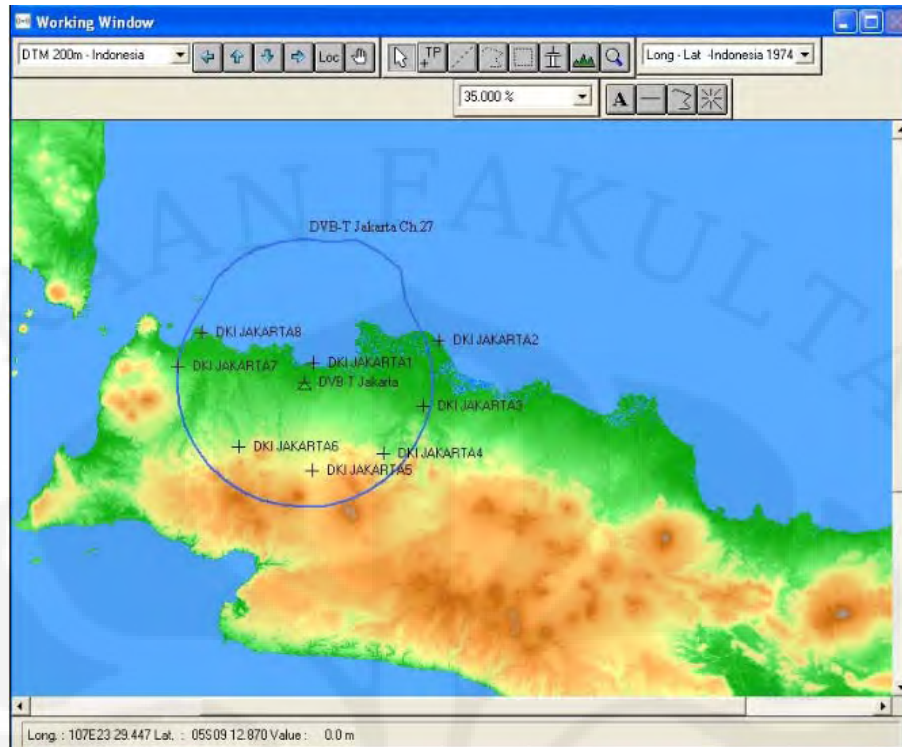 Working Window
DTM 200m - Indonesia
Loc
TP
Long - Lat -Indonesia 1974
35.000 %
A
AAN FAKULTA
DVB-T Jakarta Ch.27
DKI JAKARTA8
DKI JAKARTA2
DKI JAKARTA7
DKI JAKARTA1
DVB-T Jakarta
DKI JAKARTA3
DKI JAKARTA6
DKI JAKARTA4
DKI JAKARTA5
Long. : 107E23 29.447 Lat. : 05S09 12.870 Value : 0.0 m